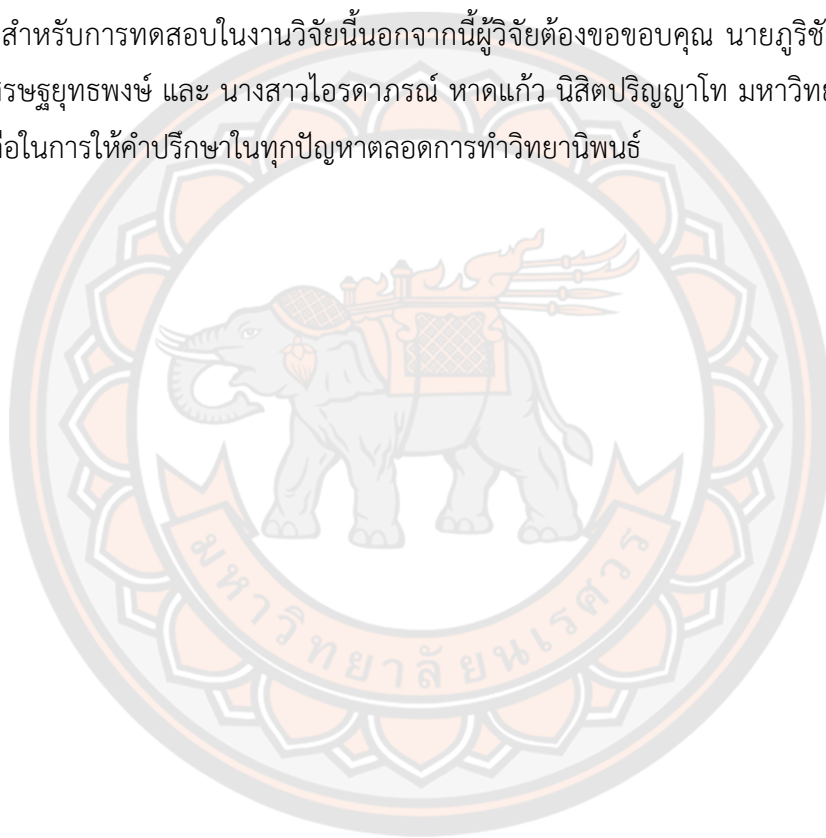 สำหรับการทดสอบในงานวิจัยนี้นอกจากนี้ผู้วิจัยต้องขอขอบคุณ นายภูริชั
รษฐยุทธพงษ์ และ นางสาวไอรดาภรณ์ หาดแก้ว นิสิตปริญญาโท มหาวิท
อในการให้คำปรึกษาในทุกปัญหาตลอดการทำวิทยานิพนธ์
มหาวิทยาลัยนเรศวร